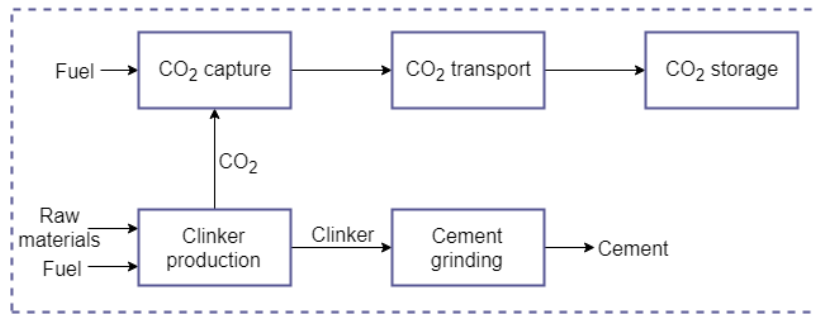 Fuel
CO₂ capture
CO₂ transport
CO₂ storage
CO₂
Raw
materials
Fuel
Clinker
production
Clinker
Cement
grinding
Cement